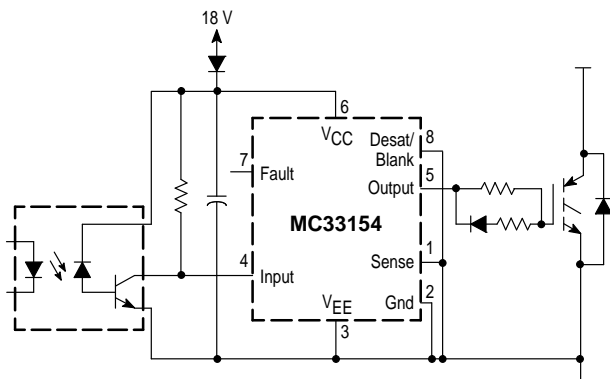 18 V
6
VCC
Desat/
Blank
8
7
Fault
5
Output
MC33154
4
Input
1
Sense
2
Gnd
VEE
3